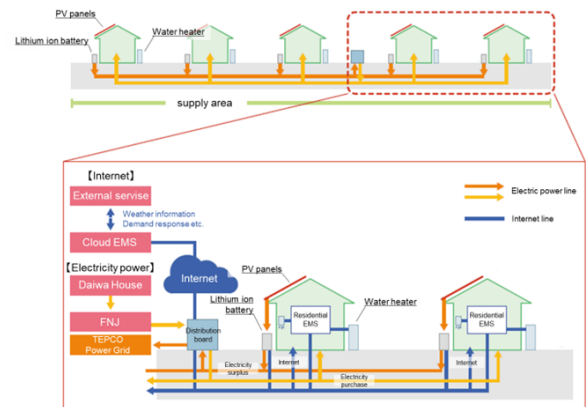 PV panels
Lithium ion battery
Water heater
supply area
【Internet】
External servise
Weather information
Demand response etc.
Cloud EMS
【Electricity power】
Daiwa House
FNJ
TEPCO
Power Grid
Internet
Distribution
board
Electric power line
Internet line
PV panels
Lithium ion
battery
Residential
EMS
Water heater
Residential
EMS
Internet
Internet
Electricity
surplus
Electricity
purchase